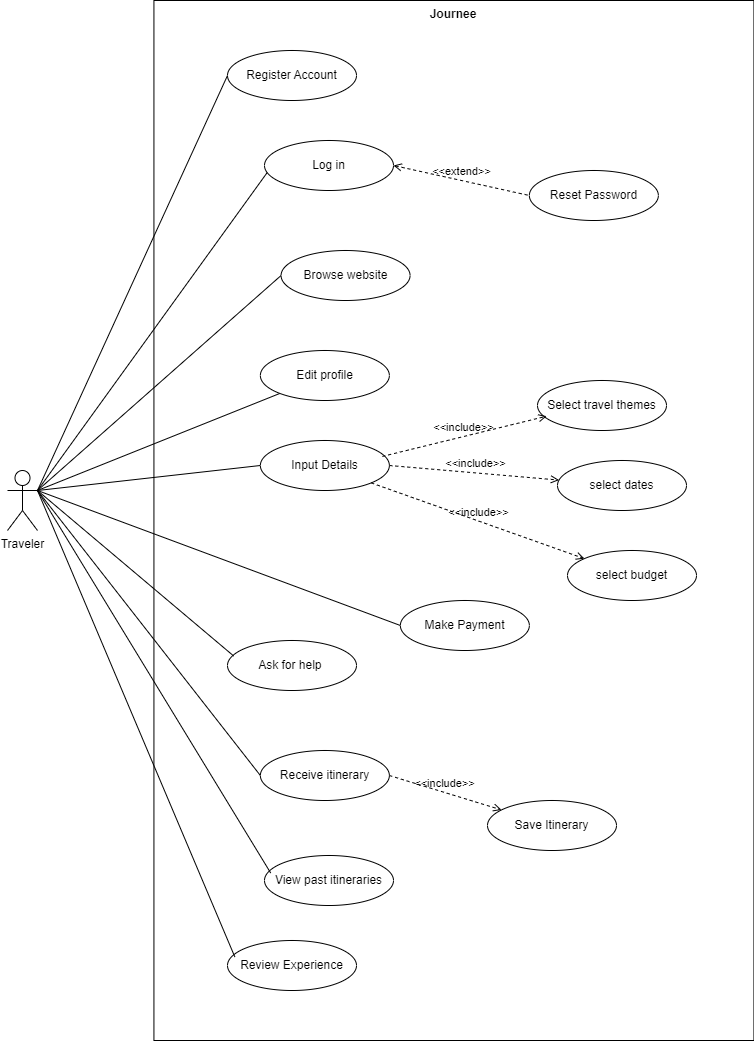 Journee
Register Account
Log in
<<extend>>
Reset Password
Browse website
Edit profile
Select travel themes
<<include>>
Input Details
<<include>>
select dates
<<include>>
Traveler
select budget
Make Payment
Ask for help
Receive itinerary
<<include>>
Save Itinerary
View past itineraries
Review Experience